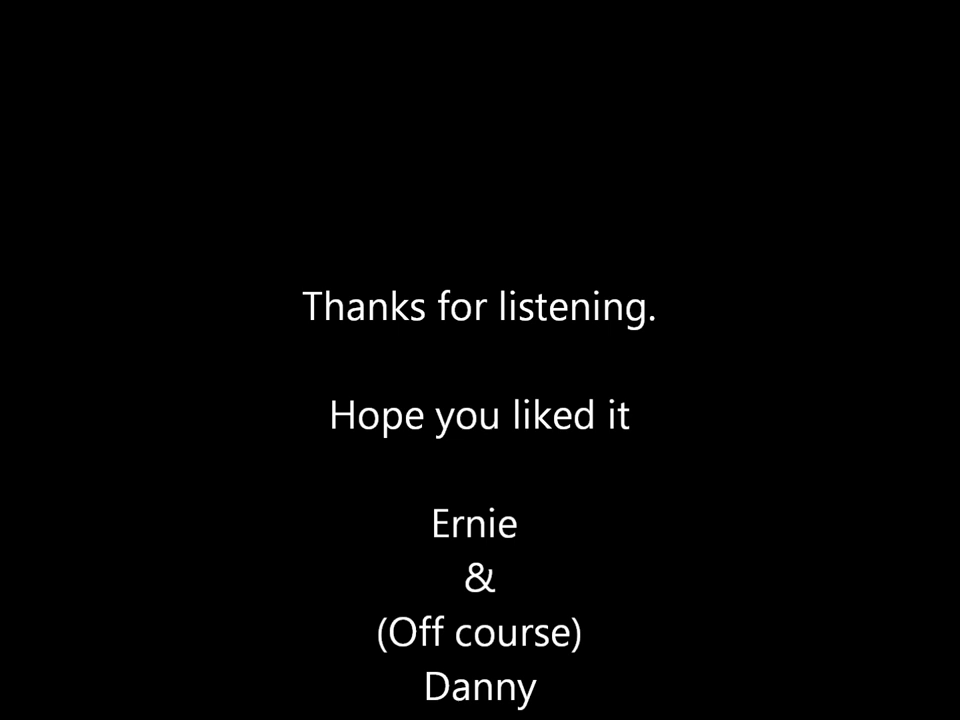 Thanks for listening.
Hope you liked it
Ernie
&
(Off course)
Danny